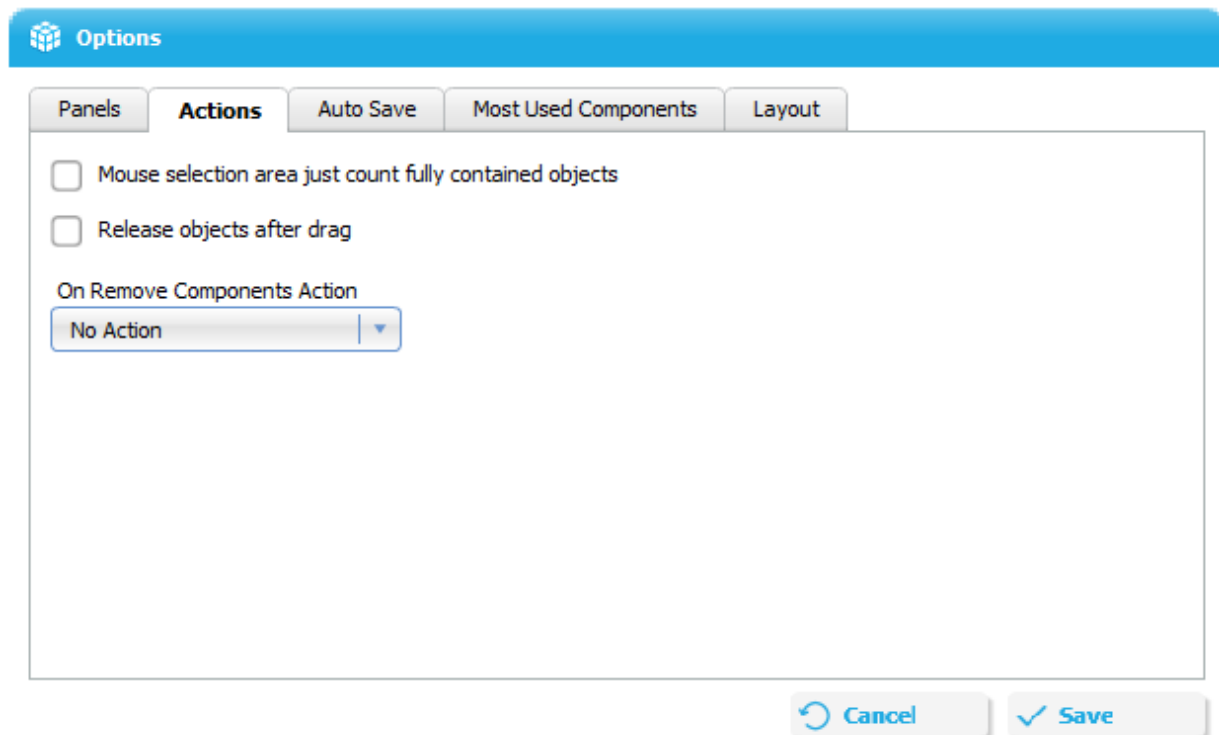 Options
Panels Actions Auto Save Most Used Components Layout
Mouse selection area just count fully contained objects
Release objects after drag
On Remove Components Action
No Action
Cancel Save